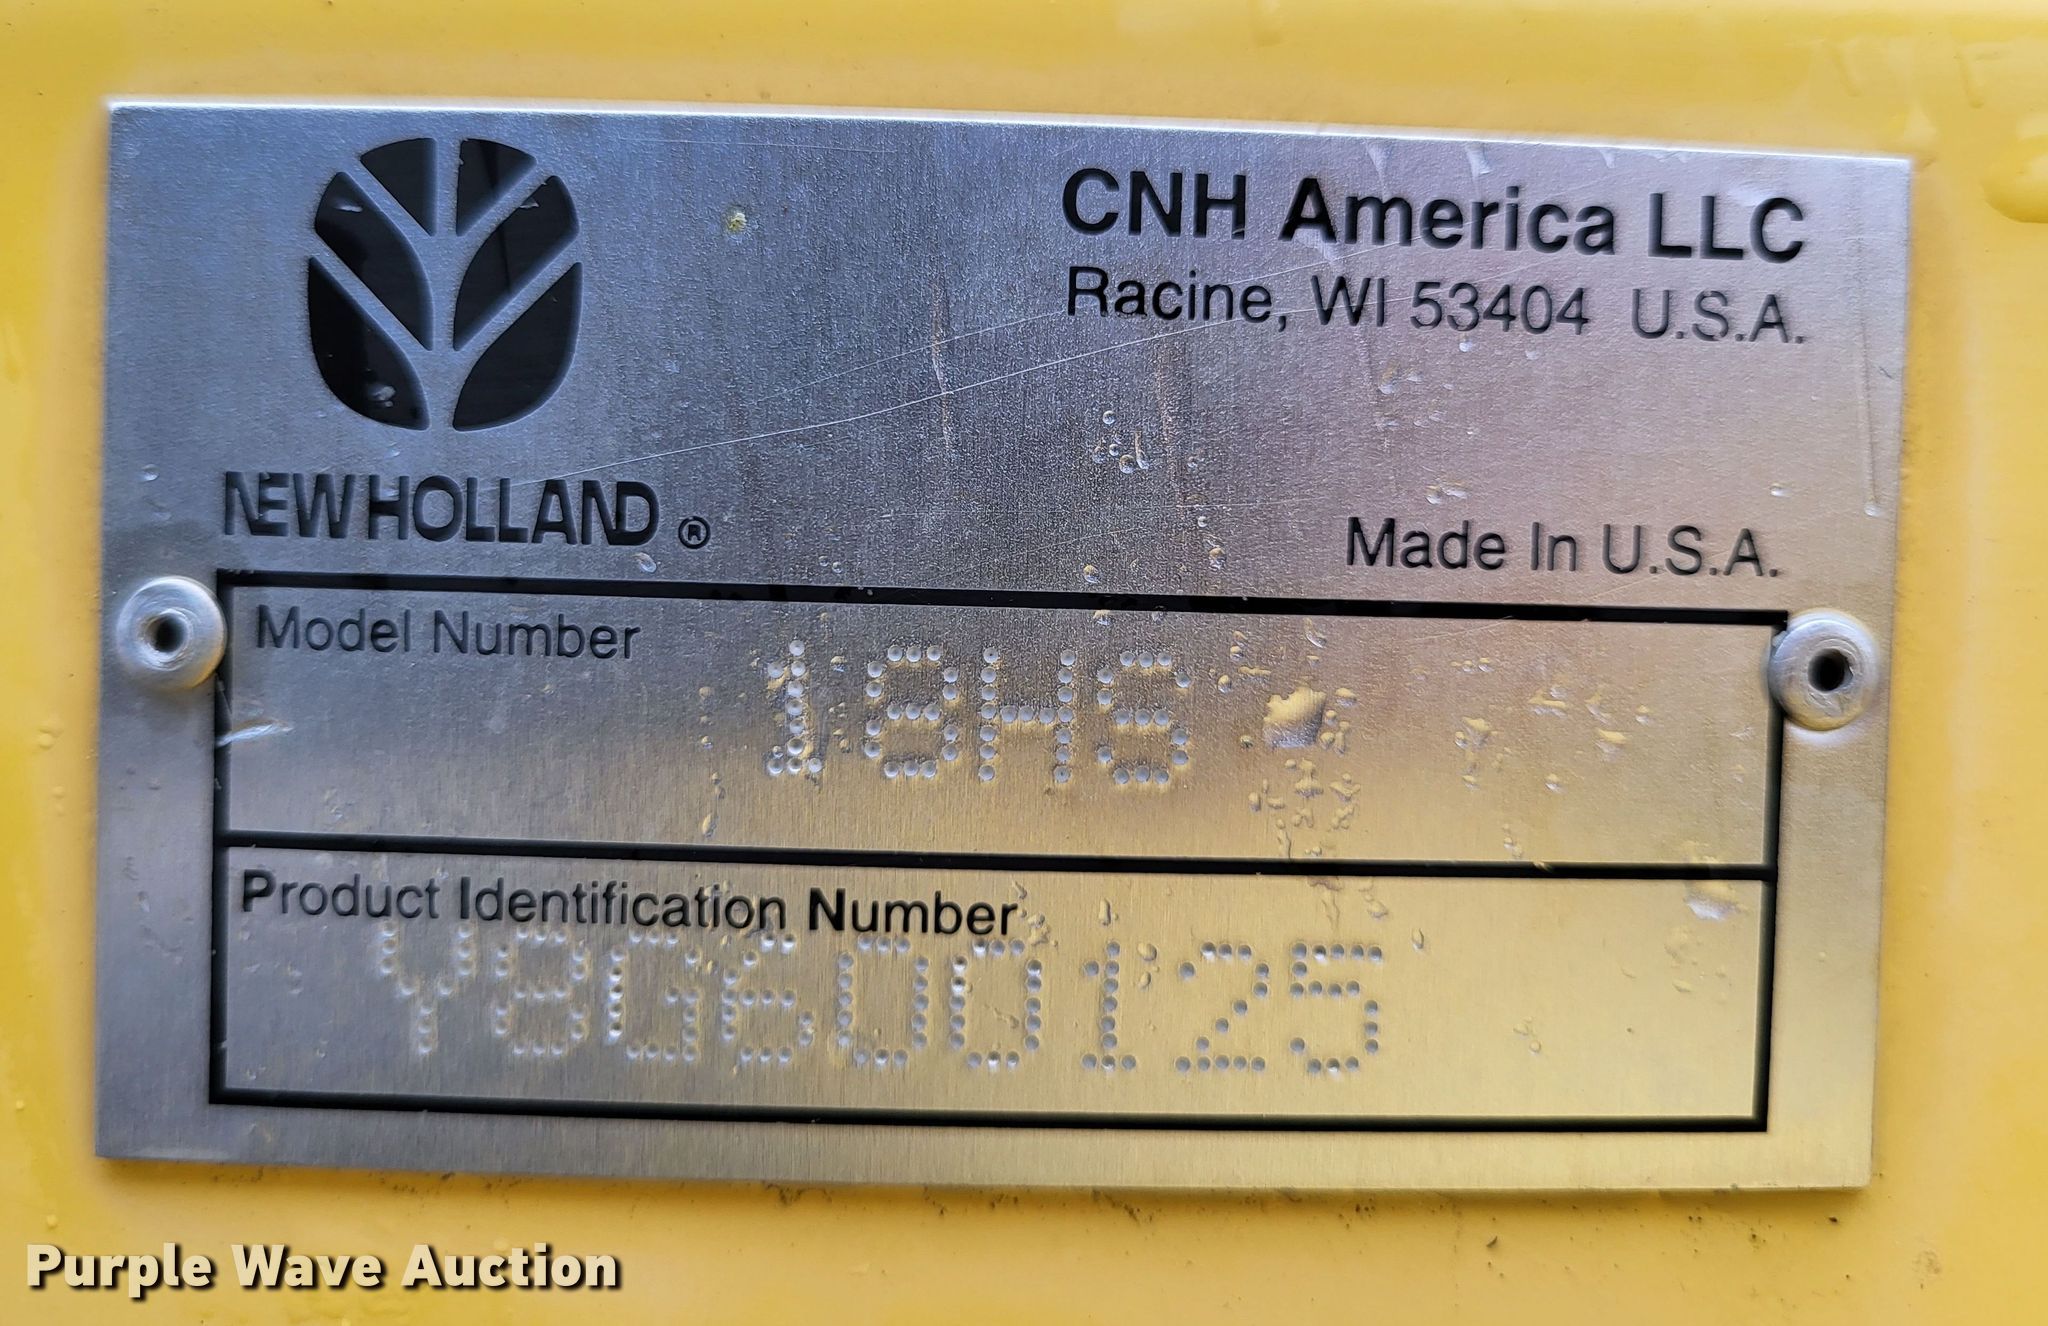 CNH America LLC
Racine, WI 53404 U.S.A.
NEW HOLLAND ®
Made In U.S.A.
Model Number
18HS
Product Identification Number
Y8G600125
Purple Wave Auction